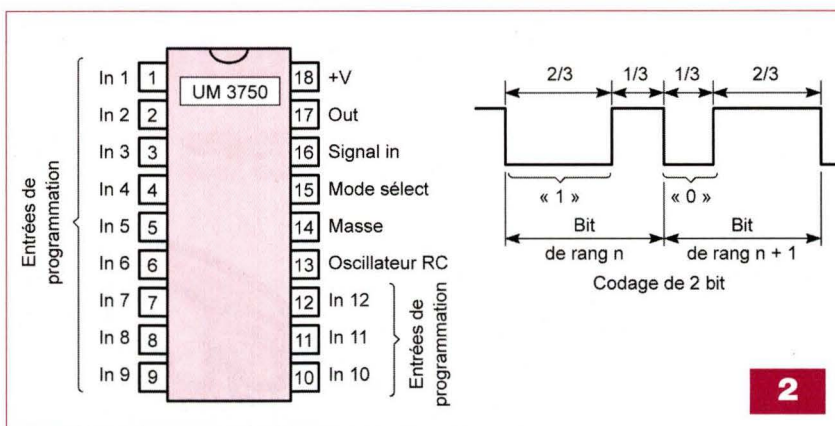 UM 3750
Entrées de
programmation
In 1 1
In 2 2
In 3 3
In 4 4
In 5 5
In 6 6
In 7 7
In 8 8
In 9 9
18 +V
17 Out
16 Signal in
15 Mode sélect
14 Masse
13 Oscillateur RC
12 In 12
11 In 11
10 In 10
Entrées de
programmation
2/3 1/3 1/3 2/3
« 1 » « 0 »
Bit Bit
de rang n de rang n + 1
Codage de 2 bit
2